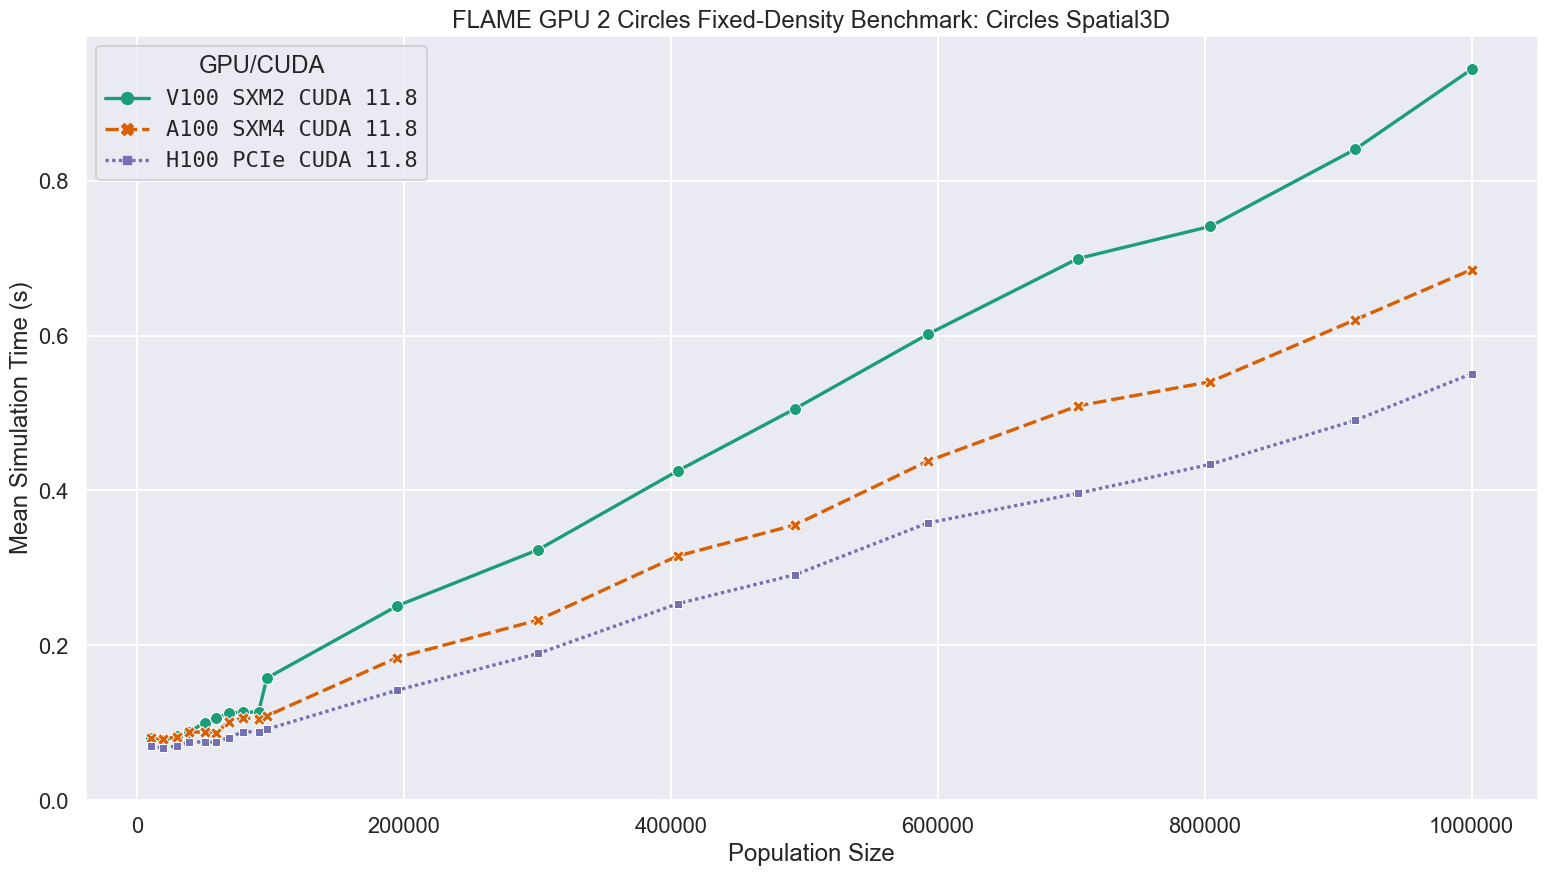 FLAME GPU 2 Circles Fixed-Density Benchmark: Circles Spatial3D
GPU/CUDA
V100 SXM2 CUDA 11.8
A100 SXM4 CUDA 11.8
H100 PCIe CUDA 11.8
Mean Simulation Time (s)
0.8
0.6
0.4
0.2
0.0
0 200000 400000 600000 800000 1000000
Population Size